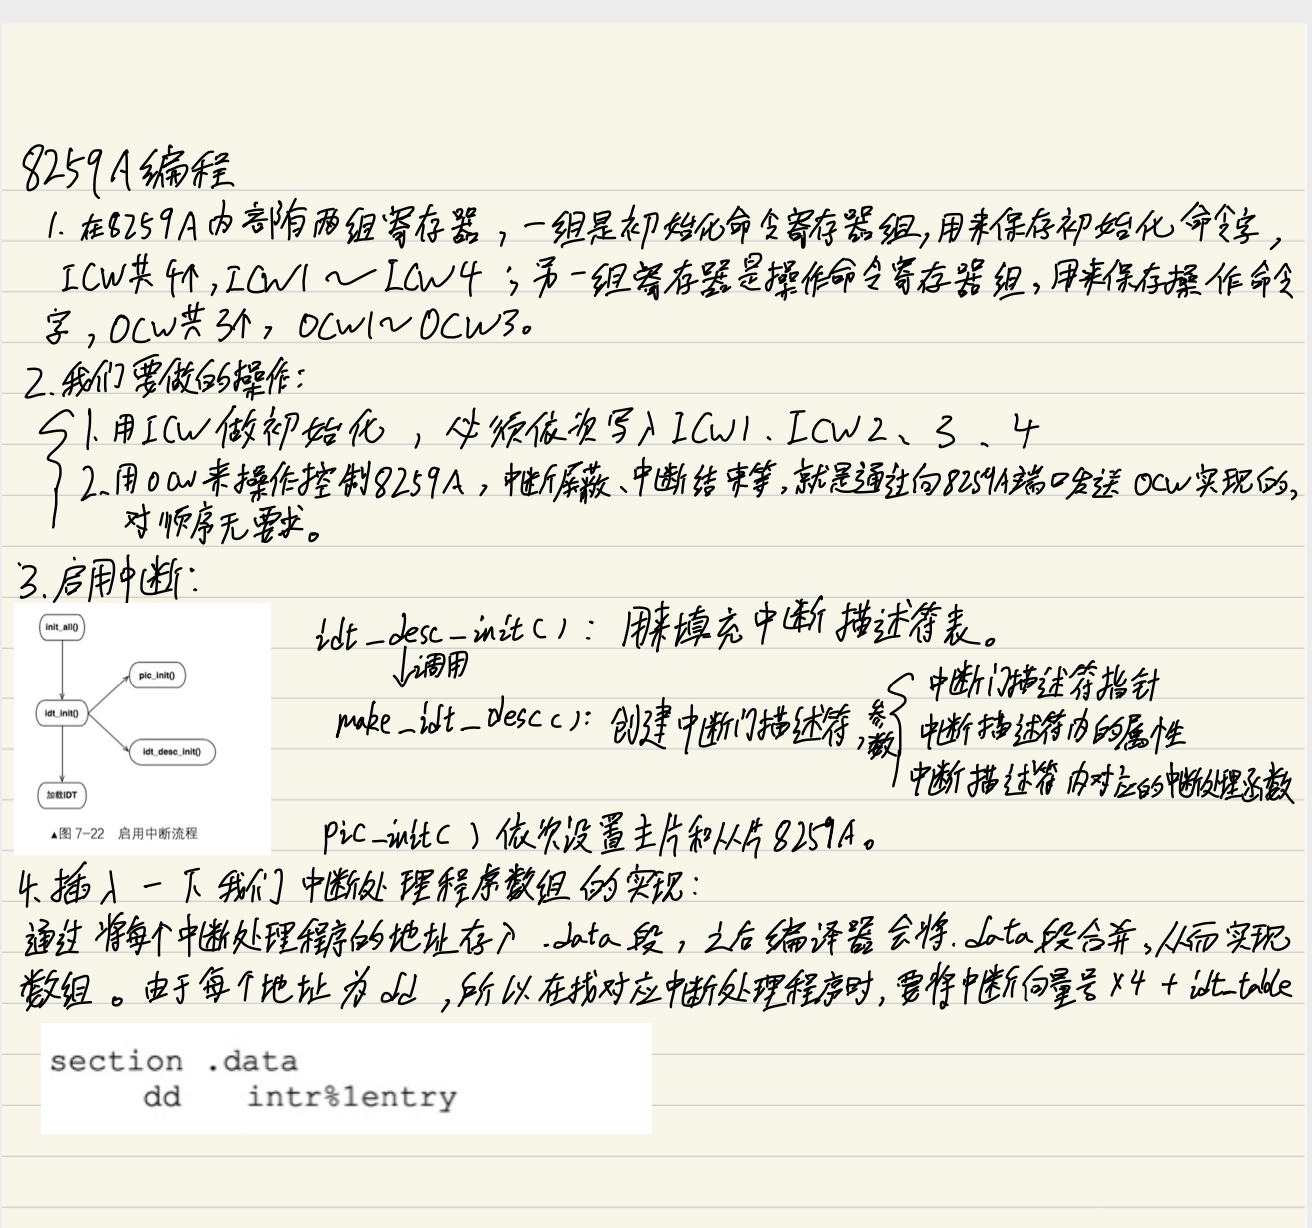 8259A编程
1. 在8259A内部有两组寄存器，一组是初始化命令寄存器组，用来保存初始化命令字，
ICW共4个，ICW1～ICW4；另一组寄存器是操作命令寄存器组，用来保存操作命令
字，OCW共3个，OCW1～OCW3。
2. 我们要做的操作：
1. 用ICW做初始化，必须依次写入ICW1、ICW2、3、4
2. 用ocw来操作控制8259A，中断屏蔽、中断结束等，就是通过向8259A端口发送OCW实现的，
对顺序无要求。
3. 启用中断：
init_all()
pic_init()
idt_init()
idt_desc_init()
加载IDT
▲图 7-22 启用中断流程
idt_desc_init()：用来填充中断描述符表。
↓调用
make_idt_desc()：创建中断门描述符，参数
中断门描述符指针
中断描述符内的属性
中断描述符内对应的中断处理函数
pic_init() 依次设置主片和从片8259A。
4. 插入一下我们中断处理程序数组的实现：
通过将每个中断处理程序的地址存入.data段，之后编译器会将.data段合并，从而实现
数组。由于每个地址为dd，所以在找对应中断处理程序时，要将中断向量号×4 + idt_table
section .data
dd intr%1entry